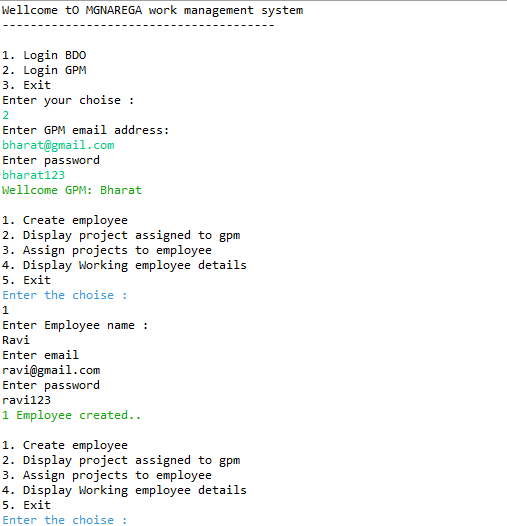 Wellcome tO MGNAREGA work management system
---------------------------------------
1. Login BDO
2. Login GPM
3. Exit
Enter your choise :
2
Enter GPM email address:
bharat@gmail.com
Enter password
bharat123
Wellcome GPM: Bharat
1. Create employee
2. Display project assigned to gpm
3. Assign projects to employee
4. Display Working employee details
5. Exit
Enter the choise :
1
Enter Employee name :
Ravi
Enter email
ravi@gmail.com
Enter password
ravi123
1 Employee created..
1. Create employee
2. Display project assigned to gpm
3. Assign projects to employee
4. Display Working employee details
5. Exit
Enter the choise :